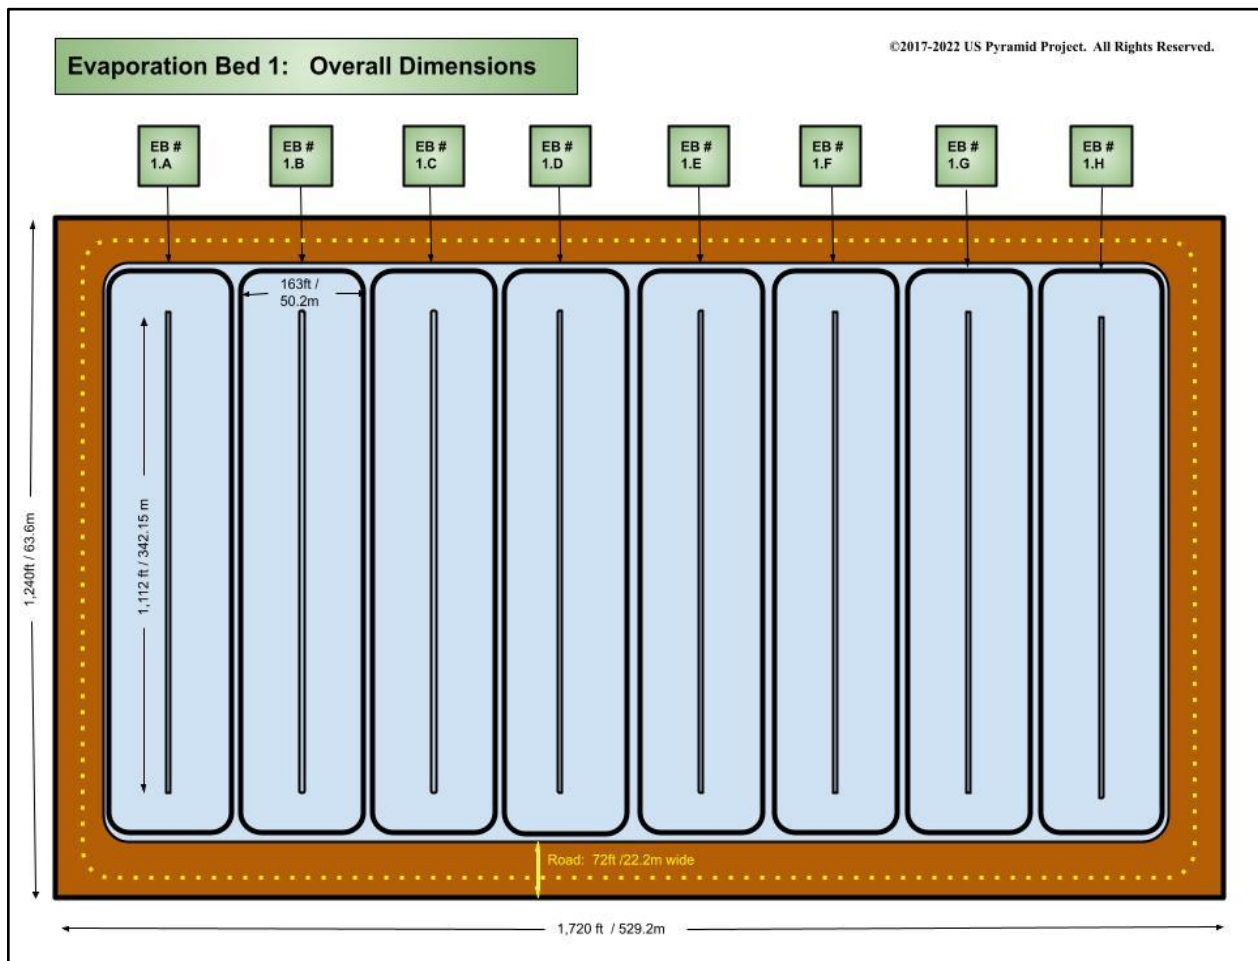 ©2017-2022 US Pyramid Project. All Rights Reserved.
Evaporation Bed 1: Overall Dimensions
EB #
1.A
EB #
1.B
EB #
1.C
EB #
1.D
EB #
1.E
EB #
1.F
EB #
1.G
EB #
1.H
163ft /
50.2m
1,112 ft / 342.15 m
1,240ft / 63.6m
Road: 72ft /22.2m wide
1,720 ft / 529.2m